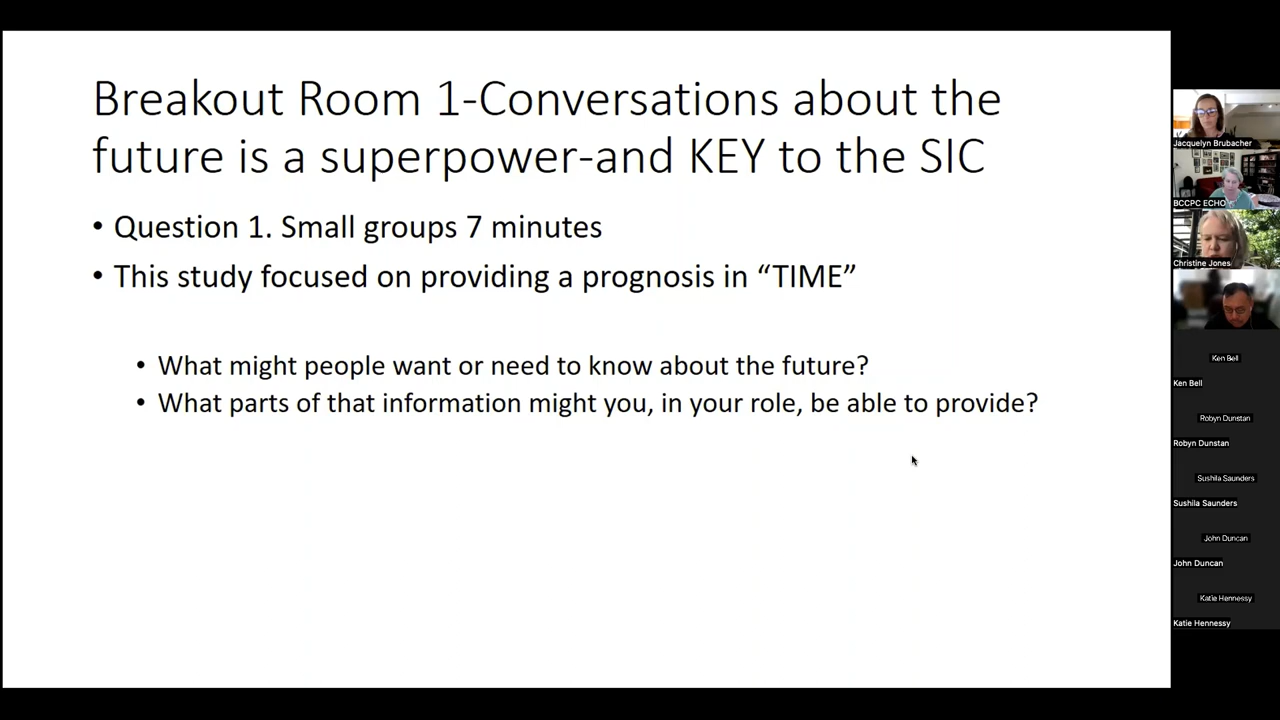 Breakout Room 1-Conversations about the
future is a superpower-and KEY to the SIC
• Question 1. Small groups 7 minutes
• This study focused on providing a prognosis in “TIME”
• What might people want or need to know about the future?
• What parts of that information might you, in your role, be able to provide?
Jacquelyn Brubacher
BCCPC ECHO
Christine Jones
Ken Bell
Ken Bell
Robyn Dunstan
Robyn Dunstan
Sushila Saunders
Sushila Saunders
John Duncan
John Duncan
Katie Hennessy
Katie Hennessy